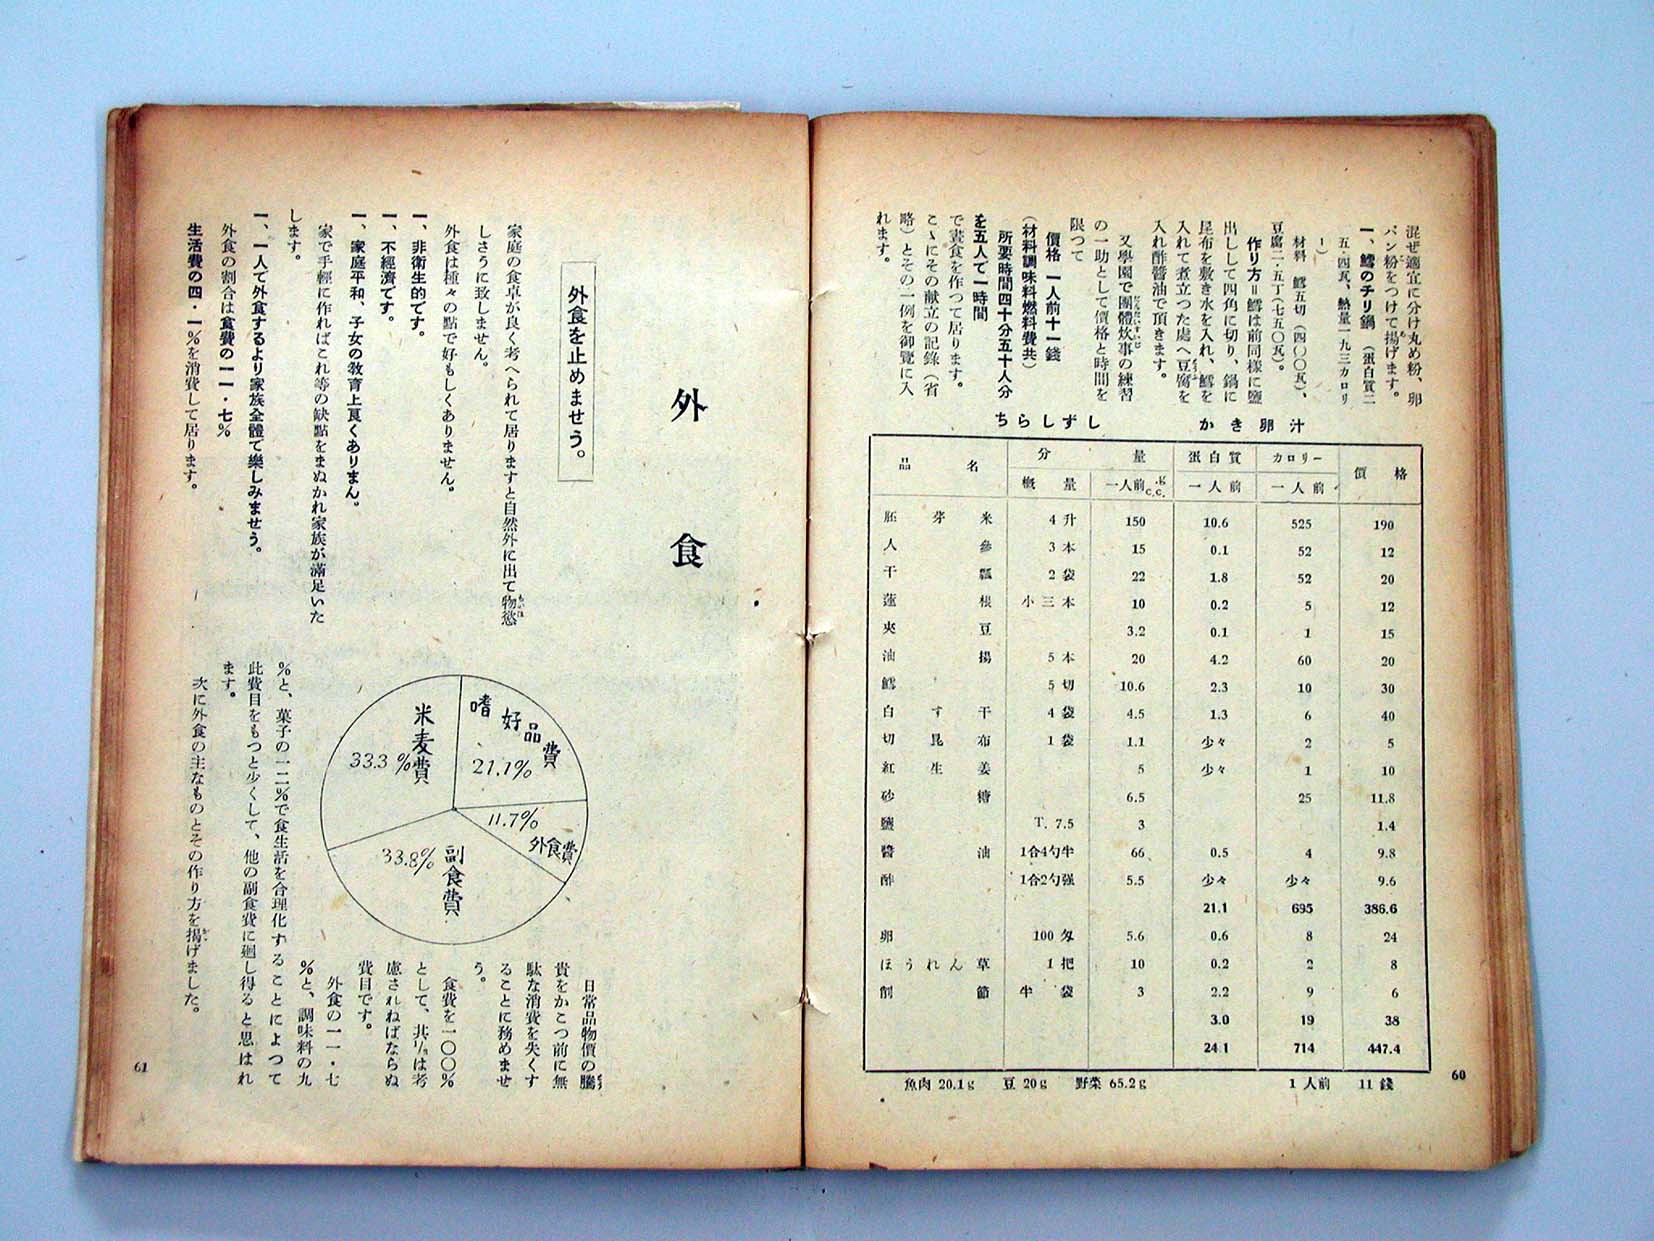 混ぜ適宜に分け丸め粉、卵
パン粉をつけて揚げます。
一、鱈のチリ鍋（蛋白質二
五・四瓦、熱量一九三カロリ
ー）
材料　鱈五切（四〇〇瓦）、
豆腐二・五丁（七五〇瓦）。
作り方＝鱈は前同様に鹽
出しして四角に切り、鍋に
昆布を敷き水を入れ、鱈を
入れて煮立つた處へ豆腐を
入れ酢醬油で頂きます。
又學園で團體炊事の練習
の一助として價格と時間を
限つて
價格　一人前十一錢
（材料調味料燃料費共）
所要時間四十分五十人分
を五人で一時間
で晝食を作つて居ります。
こゝにその献立の記錄（省
略）とその一例を御覽に入
れます。
ちらしずし　かき卵汁
品名　分量　蛋白質　カロリー　價格
概量　一人前g c.c.　一人前　一人前
胚芽米　4升　150　10.6　525　190
人參　3本　15　0.1　52　12
干瓢　2袋　22　1.8　52　20
蓮根　小三本　10　0.2　5　12
夾豆　3.2　0.1　1　15
油揚　5本　20　4.2　60　20
鱈　5切　10.6　2.3　10　30
白す干　4袋　4.5　1.3　6　40
切昆布　1袋　1.1　少々　2　5
紅生姜　5　少々　1　10
砂糖　6.5　25　11.8
鹽　T. 7.5　3　1.4
醬油　1合4勺半　66　0.5　4　9.8
酢　1合2勺强　5.5　少々　少々　9.6
21.1　695　386.6
卵　100匁　5.6　0.6　8　24
ほうれん草　1把　10　0.2　2　8
削節　半袋　3　2.2　9　6
3.0　19　38
24.1　714　447.4
魚肉 20.1g　豆 20g　野菜 65.2g　1人前　11錢
60
外食
外食を止めませう。
家庭の食卓が良く考へられて居りますと自然外に出て物慾
しさうに致しません。
外食は種々の點で好もしくありません。
一、非衞生的です。
一、不經濟です。
一、家庭平和、子女の敎育上良くありまん。
家で手輕に作ればこれ等の缺點をまぬかれ家族が滿足いた
します。
一、一人で外食するより家族全體で樂しみませう。
外食の割合は食費の一一・七％
生活費の四・一％を消費して居ります。
嗜好品費
21.1%
11.7%
外食費
副食費
33.8%
米麦費
33.3%
日常品物價の騰
貴をかこつ前に無
駄な消費を失くす
ることに務めませ
う。
食費を一〇〇％
として、其1/9は考
慮されねばならぬ
費目です。
外食の一一・七
％と、調味料の九
％と、菓子の一二％で食生活を合理化することによつて
此費目をもつと少くして、他の副食費に廻し得ると思はれ
ます。
次に外食の主なものとその作り方を揭げました。
61